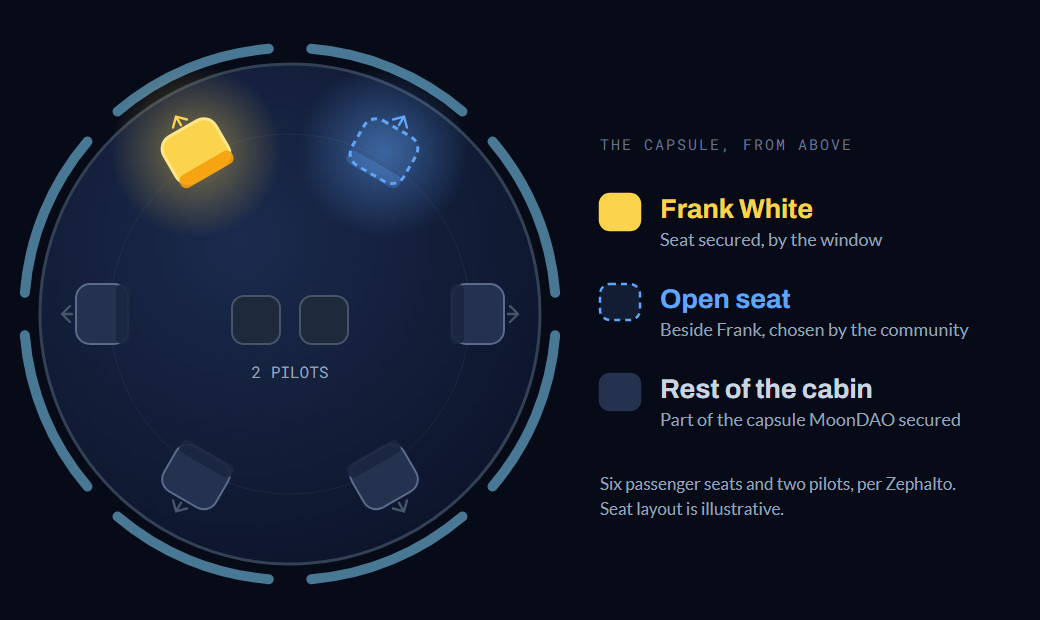 THE CAPSULE, FROM ABOVE
Frank White
Seat secured, by the window
Open seat
Beside Frank, chosen by the community
2 PILOTS
Rest of the cabin
Part of the capsule MoonDAO secured
Six passenger seats and two pilots, per Zephalto.
Seat layout is illustrative.